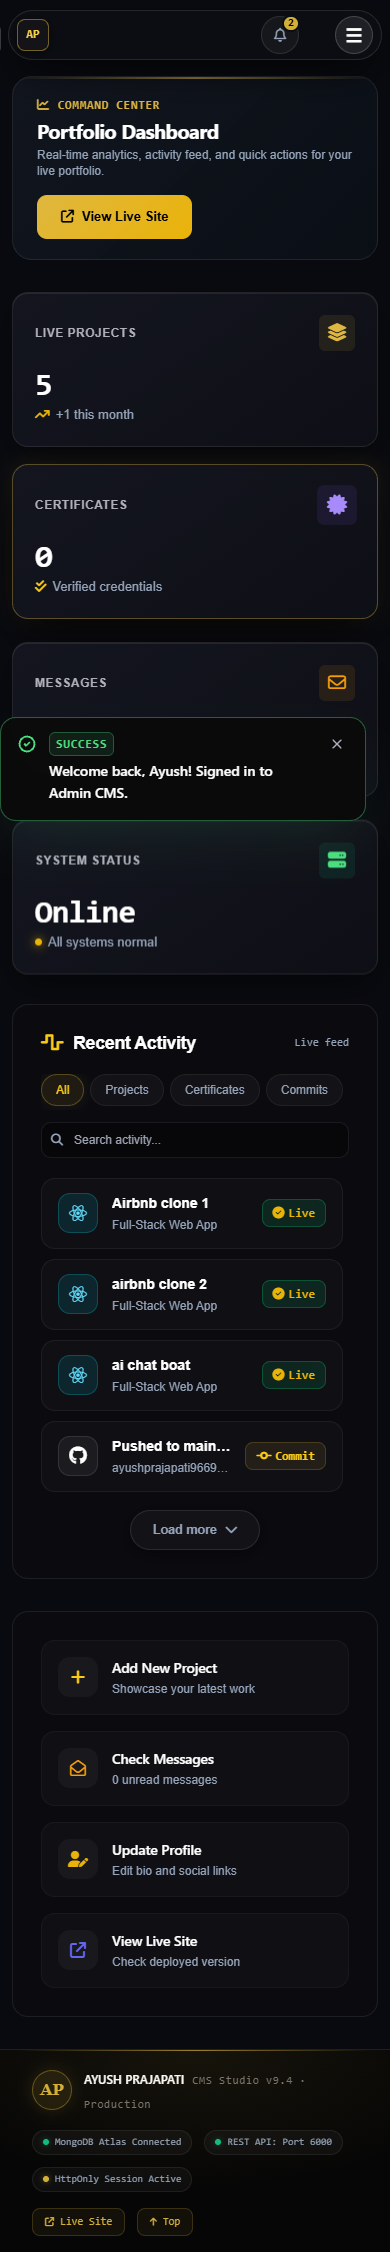 AP
2
COMMAND CENTER
Portfolio Dashboard
Real-time analytics, activity feed, and quick actions for your
live portfolio.
View Live Site
LIVE PROJECTS
5
+1 this month
CERTIFICATES
0
Verified credentials
MESSAGES
SUCCESS
Welcome back, Ayush! Signed in to
Admin CMS.
SYSTEM STATUS
Online
All systems normal
Recent Activity
Live feed
All Projects Certificates Commits
Search activity...
Airbnb clone 1
Full-Stack Web App
Live
airbnb clone 2
Full-Stack Web App
Live
ai chat boat
Full-Stack Web App
Live
Pushed to main...
ayushprajapati9669...
Commit
Load more
Add New Project
Showcase your latest work
Check Messages
0 unread messages
Update Profile
Edit bio and social links
View Live Site
Check deployed version
AP
AYUSH PRAJAPATI CMS Studio v9.4 ·
Production
MongoDB Atlas Connected REST API: Port 6000
HttpOnly Session Active
Live Site Top